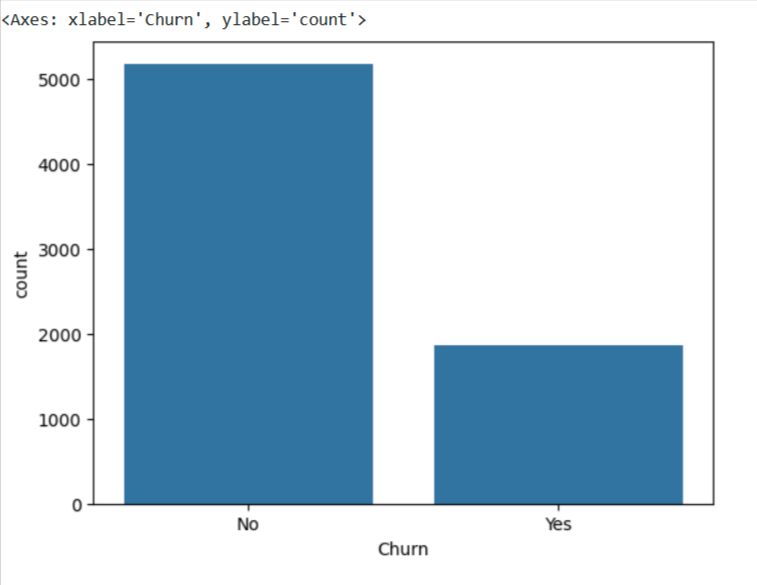 <Axes: xlabel='Churn', ylabel='count'>
5000
4000
3000
2000
1000
0
count
No
Yes
Churn